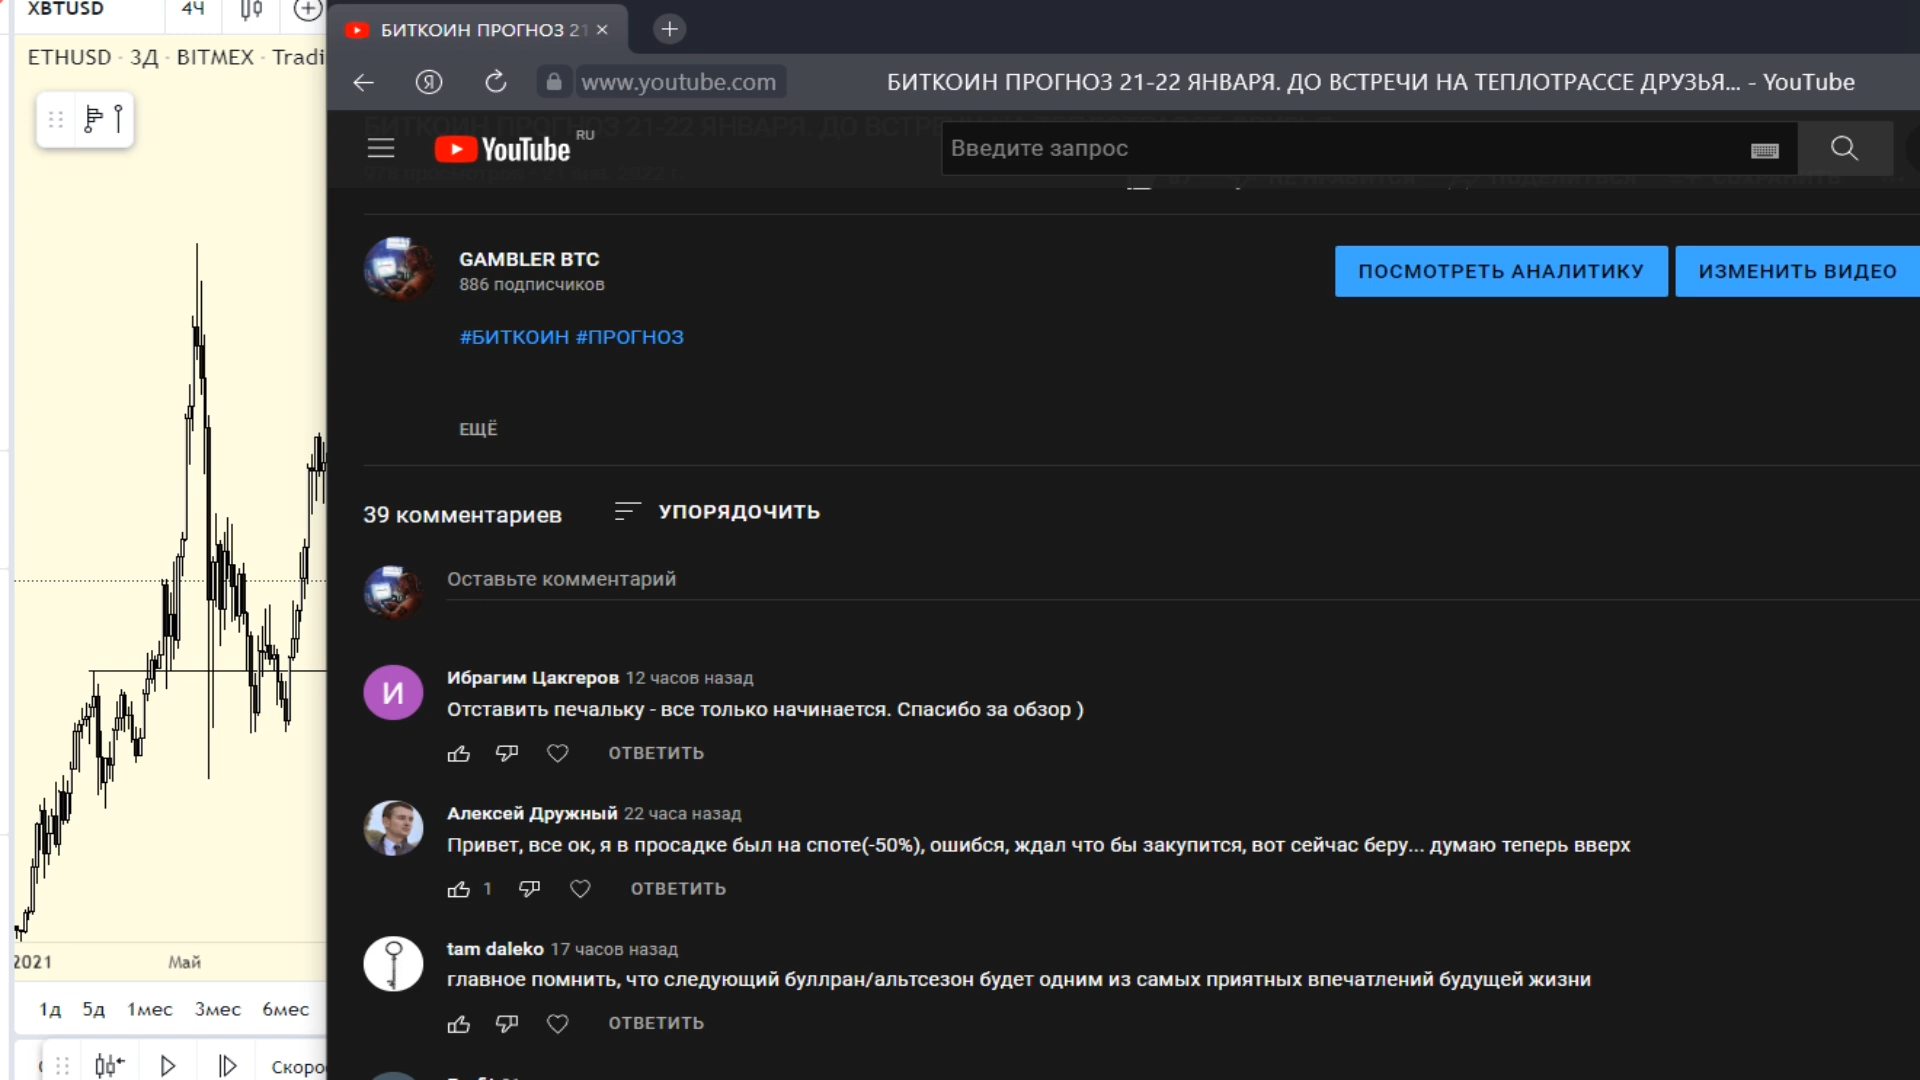 XBTUSD
4Ч
ETHUSD · 3Д · BITMEX · Tradi
2021
Май
1д 5д 1мес 3мес 6мес
Скоро
БИТКОИН ПРОГНОЗ 21
www.youtube.com
БИТКОИН ПРОГНОЗ 21-22 ЯНВАРЯ. ДО ВСТРЕЧИ НА ТЕПЛОТРАССЕ ДРУЗЬЯ... - YouTube
YouTube RU
Введите запрос
GAMBLER BTC
886 подписчиков
ПОСМОТРЕТЬ АНАЛИТИКУ
ИЗМЕНИТЬ ВИДЕО
#БИТКОИН #ПРОГНОЗ
ЕЩЁ
39 комментариев
УПОРЯДОЧИТЬ
Оставьте комментарий
И
Ибрагим Цакгеров 12 часов назад
Отставить печальку - все только начинается. Спасибо за обзор )
ОТВЕТИТЬ
Алексей Дружный 22 часа назад
Привет, все ок, я в просадке был на споте(-50%), ошибся, ждал что бы закупится, вот сейчас беру... думаю теперь вверх
1
ОТВЕТИТЬ
tam daleko 17 часов назад
главное помнить, что следующий буллран/альтсезон будет одним из самых приятных впечатлений будущей жизни
ОТВЕТИТЬ